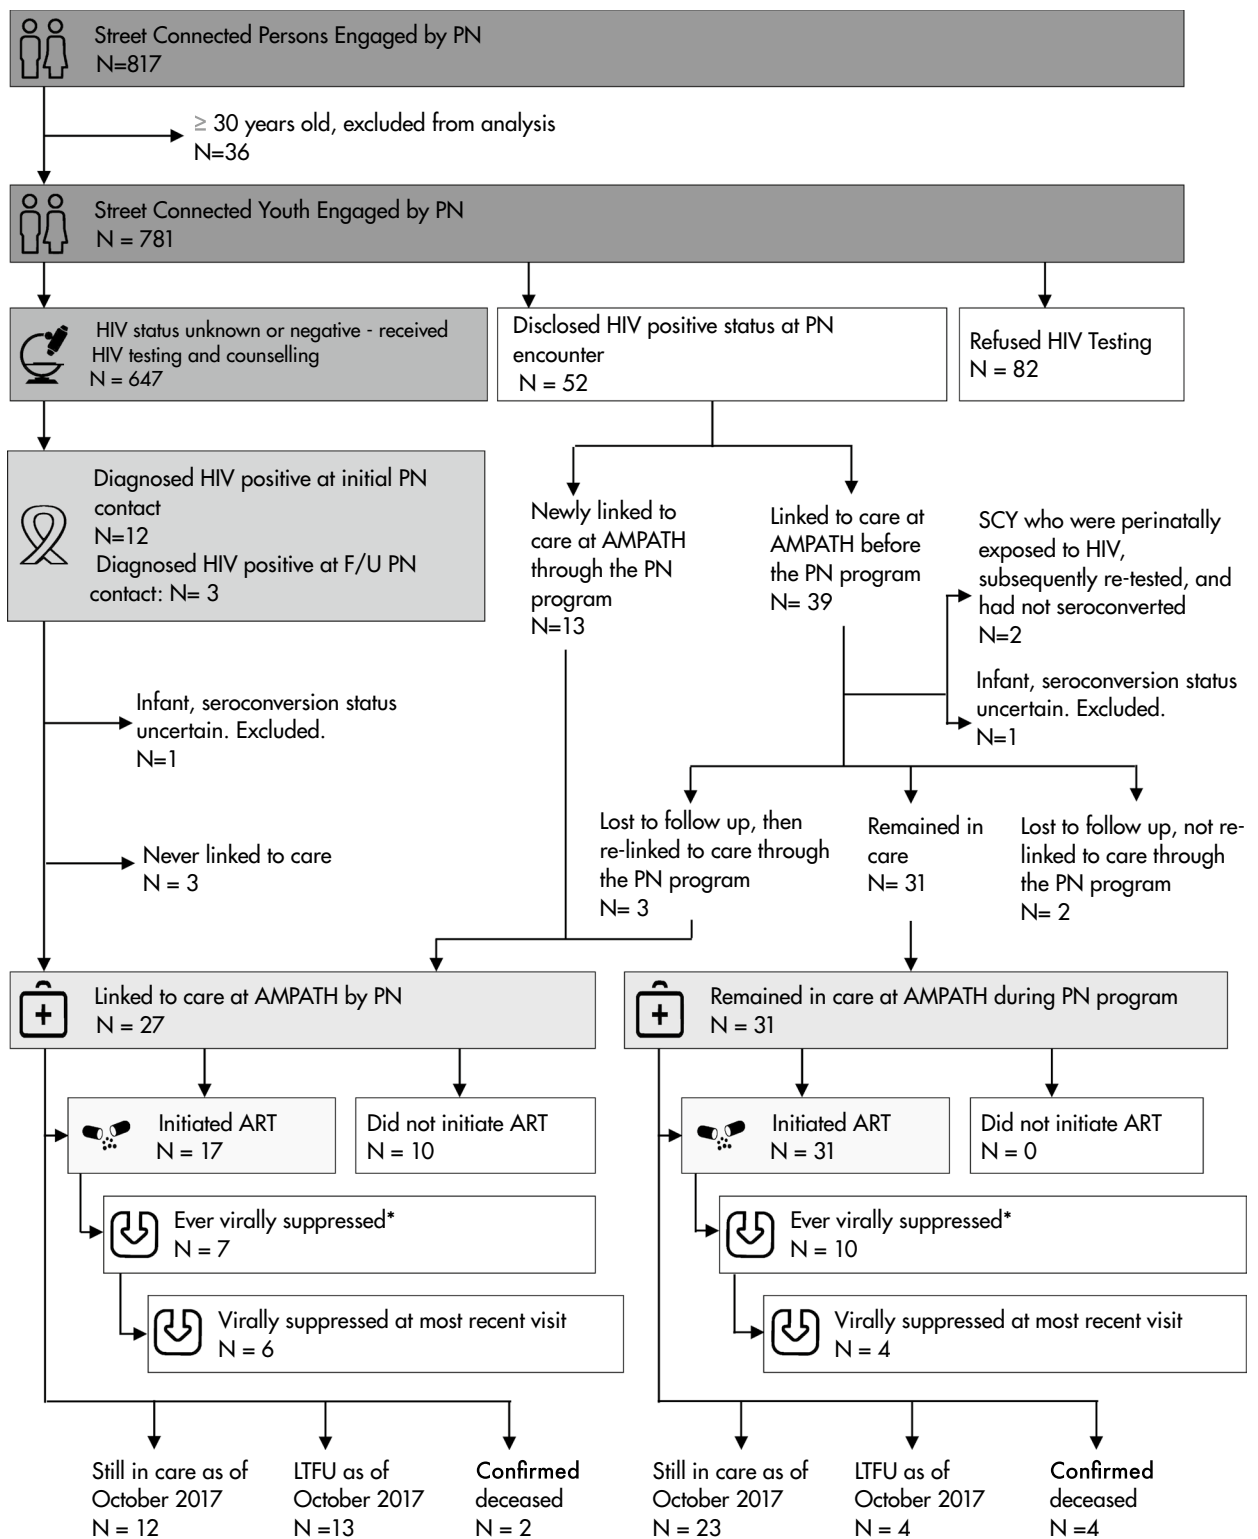 Street Connected Persons Engaged by PN
N=817
≥ 30 years old, excluded from analysis
N=36
Street Connected Youth Engaged by PN
N = 781
HIV status unknown or negative - received
HIV testing and counselling
N = 647
Disclosed HIV positive status at PN
encounter
N = 52
Refused HIV Testing
N = 82
Diagnosed HIV positive at initial PN
contact
N=12
Diagnosed HIV positive at F/U PN
contact: N= 3
Newly linked to
care at AMPATH
through the PN
program
N=13
Linked to care at
AMPATH before
the PN program
N= 39
SCY who were perinatally
exposed to HIV,
subsequently re-tested, and
had not seroconverted
N=2
Infant, seroconversion status
uncertain. Excluded.
N=1
Infant, seroconversion status
uncertain. Excluded.
N=1
Never linked to care
N = 3
Lost to follow up, then
re-linked to care through
the PN program
N= 3
Remained in
care
N= 31
Lost to follow up, not re-
linked to care through
the PN program
N= 2
Linked to care at AMPATH by PN
N = 27
Remained in care at AMPATH during PN program
N = 31
Initiated ART
N = 17
Did not initiate ART
N = 10
Initiated ART
N = 31
Did not initiate ART
N = 0
Ever virally suppressed*
N = 7
Ever virally suppressed*
N = 10
Virally suppressed at most recent visit
N = 6
Virally suppressed at most recent visit
N = 4
Still in care as of
October 2017
N = 12
LTFU as of
October 2017
N =13
Confirmed
deceased
N = 2
Still in care as of
October 2017
N = 23
LTFU as of
October 2017
N = 4
Confirmed
deceased
N =4